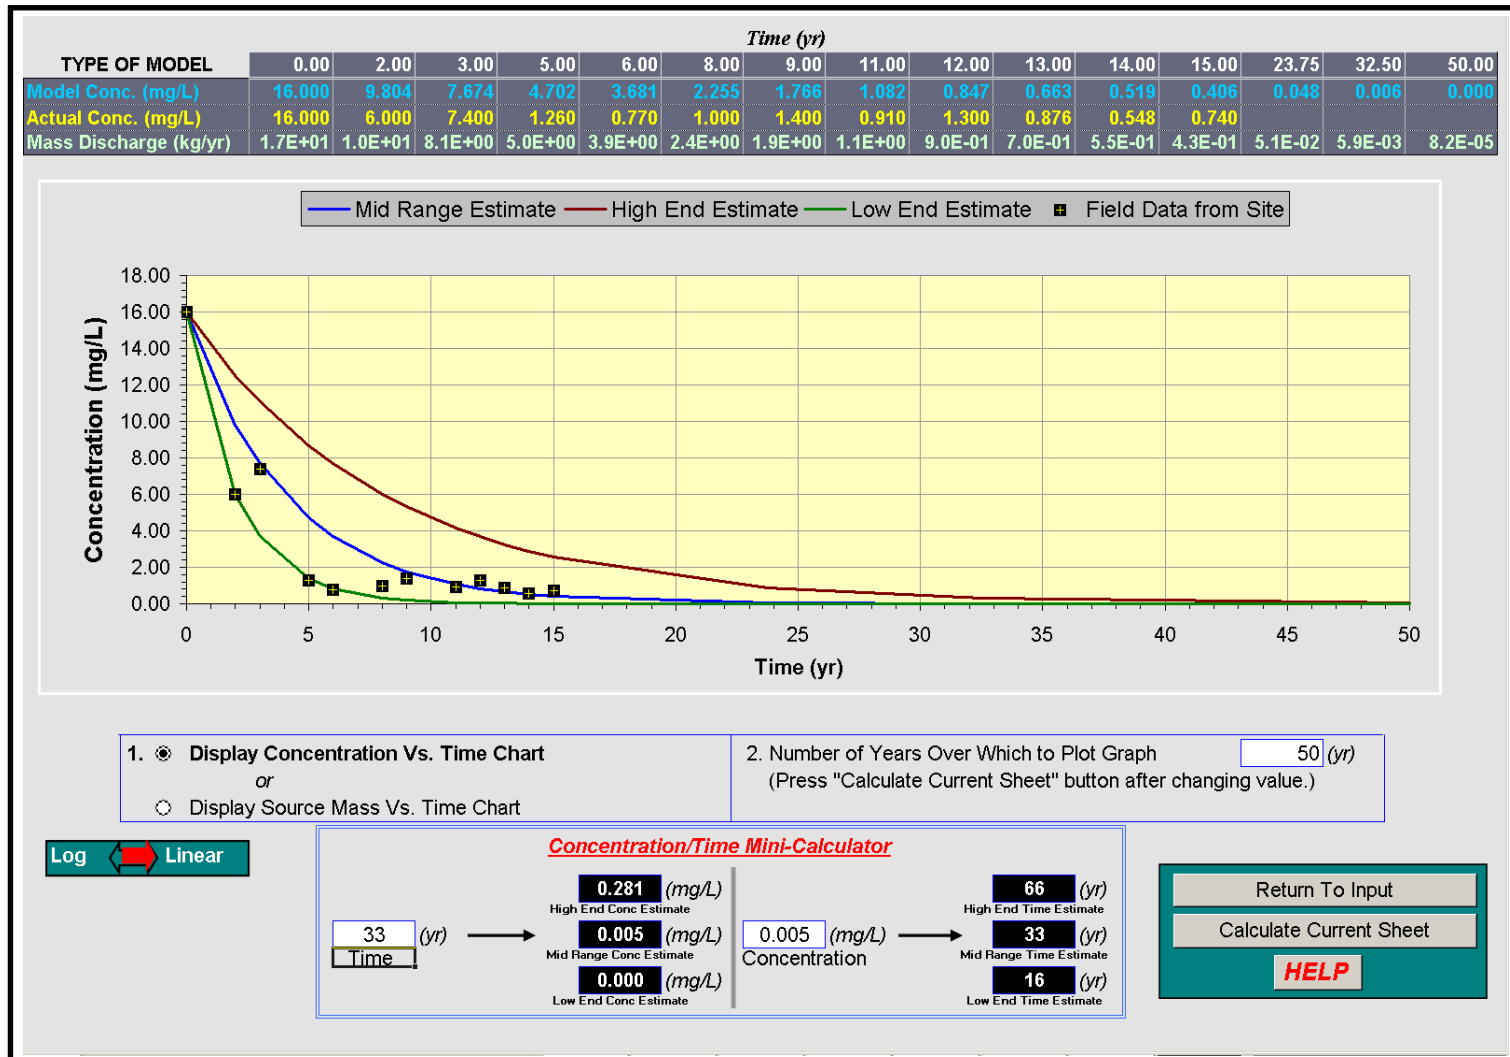 Time (yr)
TYPE OF MODEL 0.00 2.00 3.00 5.00 6.00 8.00 9.00 11.00 12.00 13.00 14.00 15.00 23.75 32.50 50.00
Model Conc. (mg/L) 16.000 9.804 7.674 4.702 3.681 2.255 1.766 1.082 0.847 0.663 0.519 0.406 0.048 0.006 0.000
Actual Conc. (mg/L) 16.000 6.000 7.400 1.260 0.770 1.000 1.400 0.910 1.300 0.876 0.548 0.740
Mass Discharge (kg/yr) 1.7E+01 1.0E+01 8.1E+00 5.0E+00 3.9E+00 2.4E+00 1.9E+00 1.1E+00 9.0E-01 7.0E-01 5.5E-01 4.3E-01 5.1E-02 5.9E-03 8.2E-05
Mid Range Estimate High End Estimate Low End Estimate Field Data from Site
Concentration (mg/L)
18.00
16.00
14.00
12.00
10.00
8.00
6.00
4.00
2.00
0.00
0 5 10 15 20 25 30 35 40 45 50
Time (yr)
1. Display Concentration Vs. Time Chart
or
Display Source Mass Vs. Time Chart
2. Number of Years Over Which to Plot Graph 50 (yr)
(Press "Calculate Current Sheet" button after changing value.)
Log Linear
Concentration/Time Mini-Calculator
33 (yr)
Time
0.281 (mg/L)
High End Conc Estimate
0.005 (mg/L)
Mid Range Conc Estimate
0.000 (mg/L)
Low End Conc Estimate
0.005 (mg/L)
Concentration
66 (yr)
High End Time Estimate
33 (yr)
Mid Range Time Estimate
16 (yr)
Low End Time Estimate
Return To Input
Calculate Current Sheet
HELP